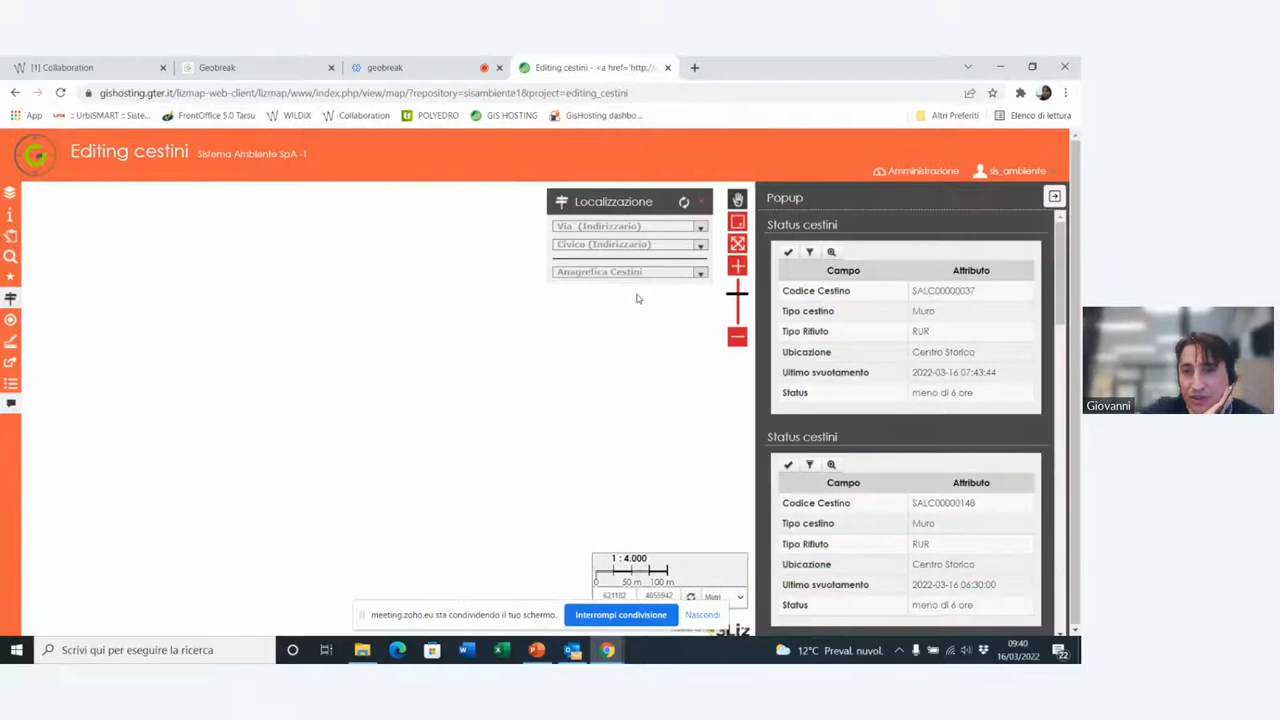 [1] Collaboration
Geobreak
geobreak
Editing cestini - <a href='http://
gishosting.gter.it/lizmap-web-client/lizmap/www/index.php/view/map/?repository=sisambiente1&project=editing_cestini
App
:: UrbiSMART :: Siste...
FrontOffice 5.0 Tarsu
WILDIX
Collaboration
POLYEDRO
GIS HOSTING
GisHosting dashbo...
Altri Preferiti
Elenco di lettura
Editing cestini
Sistema Ambiente SpA -1
Amministrazione
sis_ambiente
Localizzazione
Via (Indirizzario)
Civico (Indirizzario)
Anagrafica Cestini
Popup
Status cestini
Campo Attributo
Codice Cestino SALC00000037
Tipo cestino Muro
Tipo Rifiuto RUR
Ubicazione Centro Storico
Ultimo svuotamento 2022-03-16 07:43:44
Status meno di 6 ore
Status cestini
Campo Attributo
Codice Cestino SALC00000148
Tipo cestino Muro
Tipo Rifiuto RUR
Ubicazione Centro Storico
Ultimo svuotamento 2022-03-16 06:30:00
Status meno di 6 ore
1 : 4.000
0 50 m 100 m
621182 4855942 Metri
meeting.zoho.eu sta condividendo il tuo schermo.
Interrompi condivisione
Nascondi
Giovanni
Scrivi qui per eseguire la ricerca
12°C Preval. nuvol.
09:40
16/03/2022
22